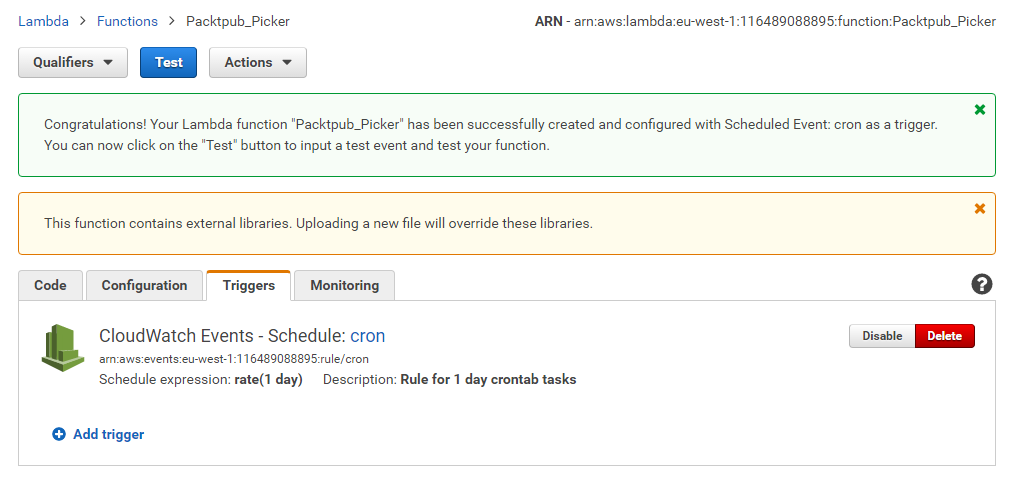 Lambda > Functions > Packtpub_Picker ARN - arn:aws:lambda:eu-west-1:116489088895:function:Packtpub_Picker
Qualifiers Test Actions
Congratulations! Your Lambda function "Packtpub_Picker" has been successfully created and configured with Scheduled Event: cron as a trigger.
You can now click on the "Test" button to input a test event and test your function.
This function contains external libraries. Uploading a new file will override these libraries.
Code Configuration Triggers Monitoring ?
CloudWatch Events - Schedule: cron Disable Delete
arn:aws:events:eu-west-1:116489088895:rule/cron
Schedule expression: rate(1 day) Description: Rule for 1 day crontab tasks
Add trigger